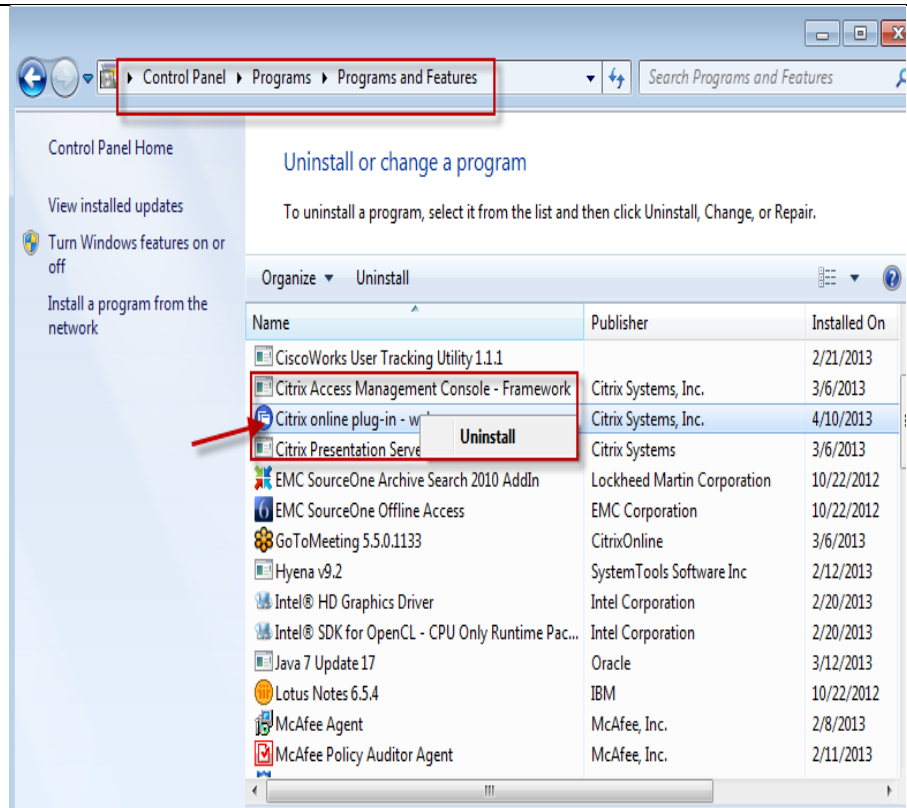 Control Panel ▸ Programs ▸ Programs and Features
Search Programs and Features
Control Panel Home
View installed updates
Turn Windows features on or
off
Install a program from the
network
Uninstall or change a program
To uninstall a program, select it from the list and then click Uninstall, Change, or Repair.
Organize Uninstall
Name Publisher Installed On
CiscoWorks User Tracking Utility 1.1.1 2/21/2013
Citrix Access Management Console - Framework Citrix Systems, Inc. 3/6/2013
Citrix online plug-in - Citrix Systems, Inc. 4/10/2013
Uninstall
Citrix Presentation Citrix Systems 3/6/2013
EMC SourceOne Archive Search 2010 AddIn Lockheed Martin Corporation 10/22/2012
EMC SourceOne Offline Access EMC Corporation 10/22/2012
GoToMeeting 5.5.0.1133 CitrixOnline 3/6/2013
Hyena v9.2 SystemTools Software Inc 2/12/2013
Intel® HD Graphics Driver Intel Corporation 2/20/2013
Intel® SDK for OpenCL - CPU Only Runtime Pac... Intel Corporation 2/20/2013
Java 7 Update 17 Oracle 3/12/2013
Lotus Notes 6.5.4 IBM 10/22/2012
McAfee Agent McAfee, Inc. 2/8/2013
McAfee Policy Auditor Agent McAfee, Inc. 2/11/2013